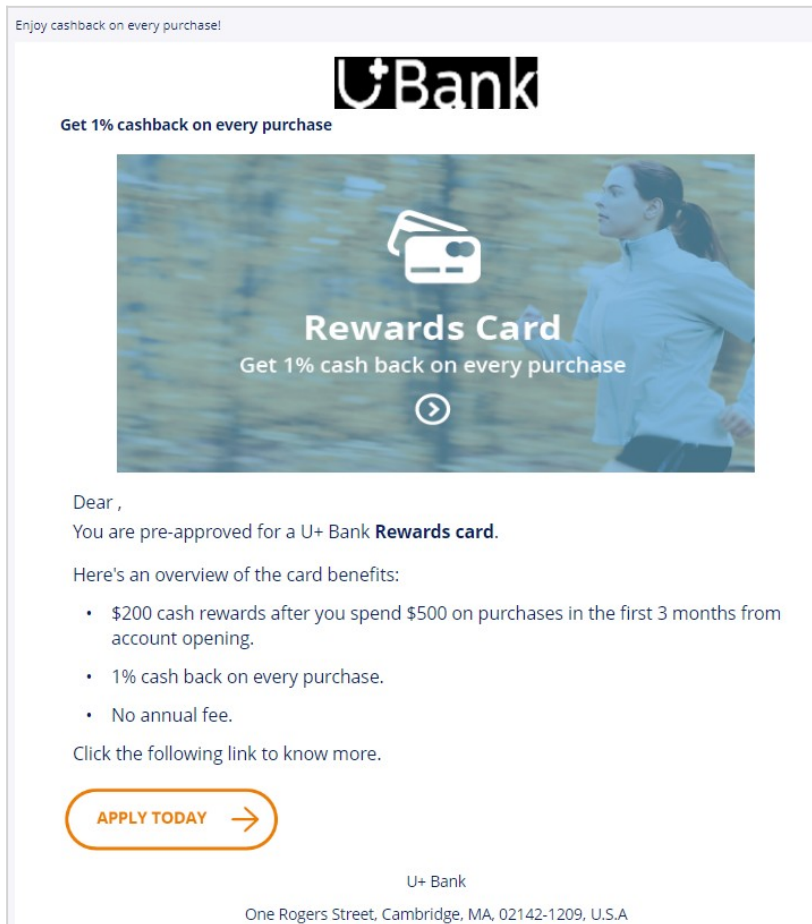 Enjoy cashback on every purchase!
U+Bank
Get 1% cashback on every purchase
Rewards Card
Get 1% cash back on every purchase
Dear ,
You are pre-approved for a U+ Bank Rewards card.
Here's an overview of the card benefits:
• $200 cash rewards after you spend $500 on purchases in the first 3 months from
account opening.
• 1% cash back on every purchase.
• No annual fee.
Click the following link to know more.
APPLY TODAY
U+ Bank
One Rogers Street, Cambridge, MA, 02142-1209, U.S.A